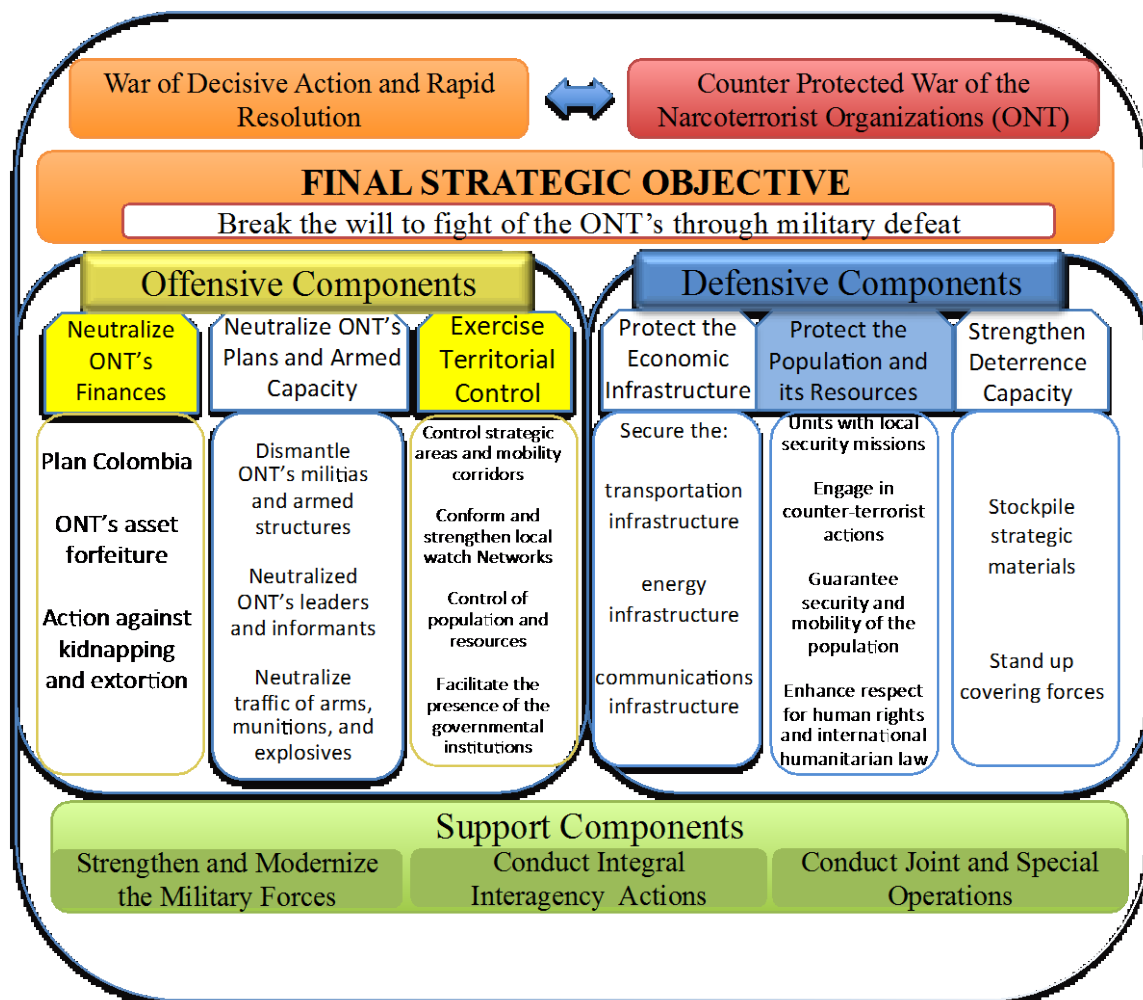 War of Decisive Action and Rapid
Resolution
Counter Protected War of the
Narcoterrorist Organizations (ONT)
FINAL STRATEGIC OBJECTIVE
Break the will to fight of the ONT's through military defeat
Offensive Components
Neutralize
ONT's
Finances
Plan Colombia
ONT's asset
forfeiture
Action against
kidnapping
and extortion
Neutralize ONT's
Plans and Armed
Capacity
Dismantle
ONT's militias
and armed
structures
Neutralized
ONT's leaders
and informants
Neutralize
traffic of arms,
munitions, and
explosives
Exercise
Territorial
Control
Control strategic
areas and mobility
corridors
Conform and
strengthen local
watch Networks
Control of
population and
resources
Facilitate the
presence of the
governmental
institutions
Defensive Components
Protect the
Economic
Infrastructure
Secure the:
transportation
infrastructure
energy
infrastructure
communications
infrastructure
Protect the
Population and
its Resources
Units with local
security missions
Engage in
counter-terrorist
actions
Guarantee
security and
mobility of the
population
Enhance respect
for human rights
and international
humanitarian law
Strengthen
Deterrence
Capacity
Stockpile
strategic
materials
Stand up
covering forces
Support Components
Strengthen and Modernize
the Military Forces
Conduct Integral
Interagency Actions
Conduct Joint and Special
Operations